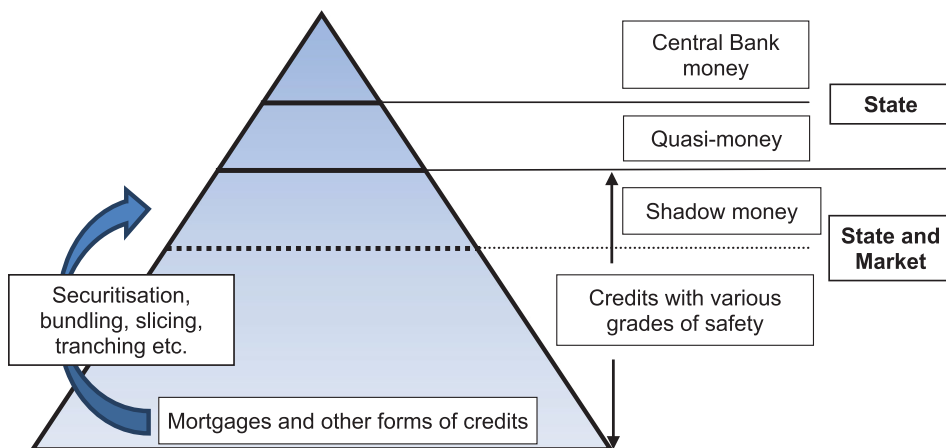 Central Bank
money
State
Quasi-money
Shadow money
State and
Market
Securitisation,
bundling, slicing,
tranching etc.
Credits with various
grades of safety
Mortgages and other forms of credits